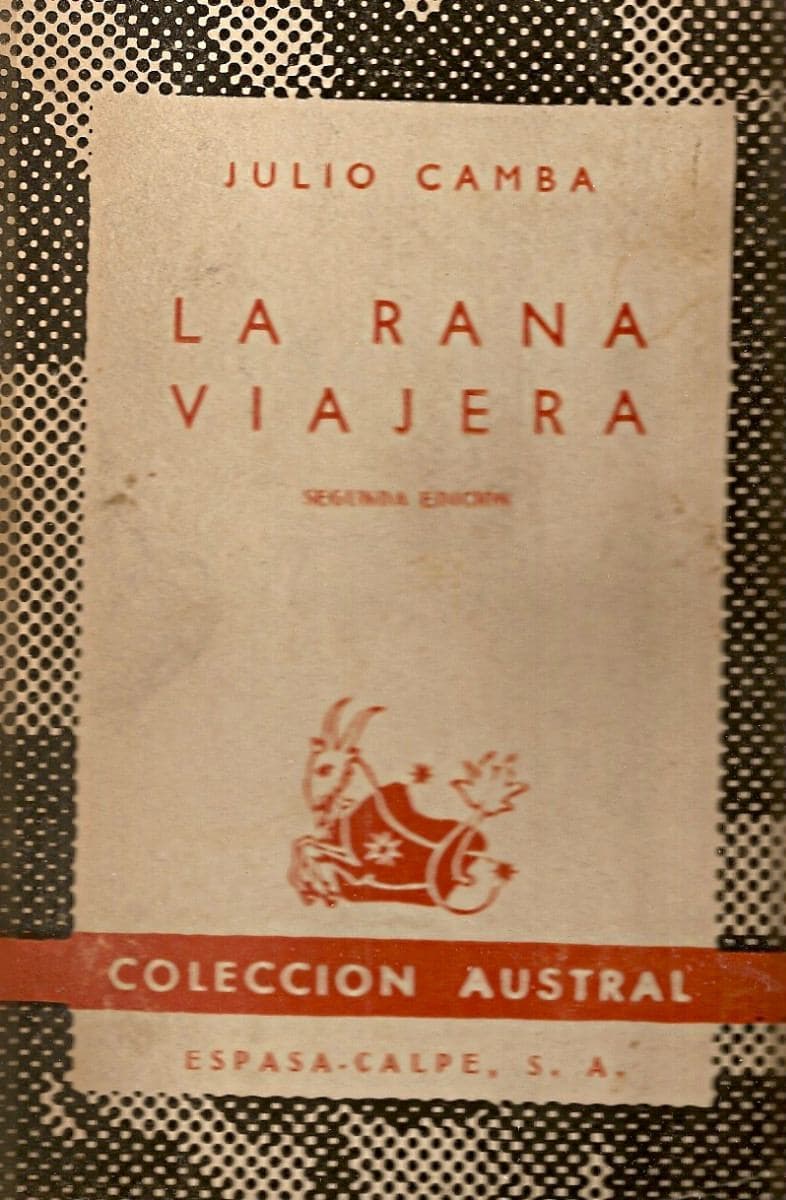 JULIO CAMBA
LA RANA
VIAJERA
SEGUNDA EDICION
COLECCION AUSTRAL
ESPASA-CALPE, S. A.